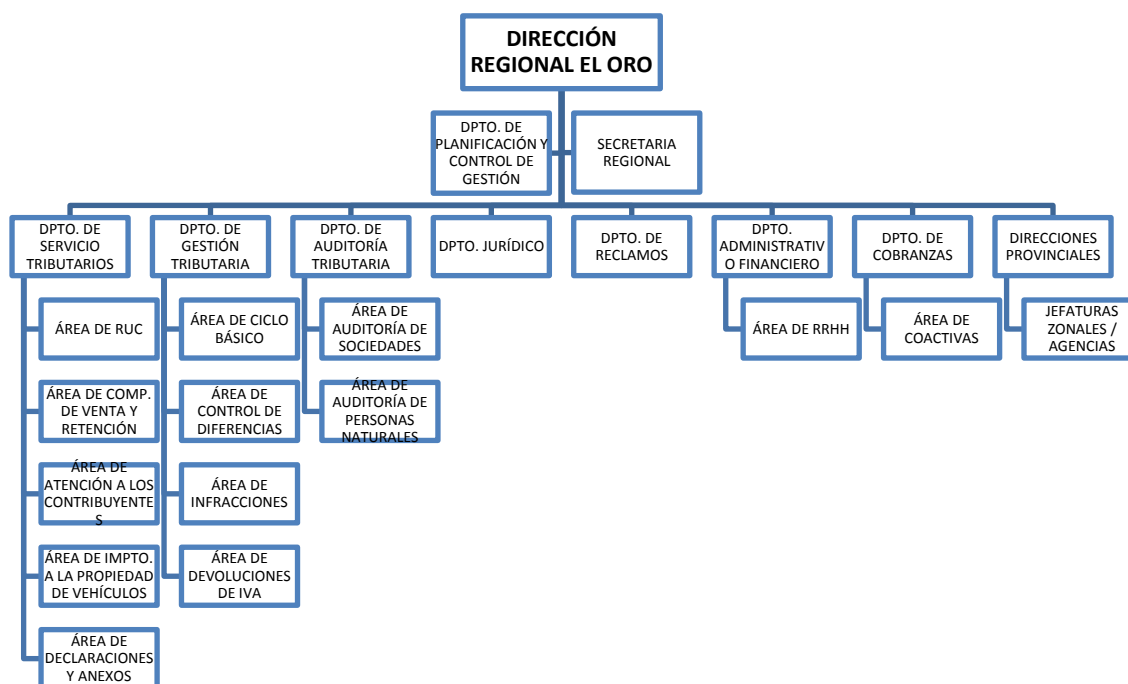 DIRECCIÓN
REGIONAL EL ORO
DPTO. DE
PLANIFICACIÓN Y
CONTROL DE
GESTIÓN
SECRETARIA
REGIONAL
DPTO. DE
SERVICIO
TRIBUTARIOS
DPTO. DE
GESTIÓN
TRIBUTARIA
DPTO. DE
AUDITORÍA
TRIBUTARIA
DPTO. JURÍDICO
DPTO. DE
RECLAMOS
DPTO.
ADMINISTRATIV
O FINANCIERO
DPTO. DE
COBRANZAS
DIRECCIONES
PROVINCIALES
ÁREA DE RUC
ÁREA DE COMP.
DE VENTA Y
RETENCIÓN
ÁREA DE
ATENCIÓN A LOS
CONTRIBUYENTE
S
ÁREA DE IMPTO.
A LA PROPIEDAD
DE VEHÍCULOS
ÁREA DE
DECLARACIONES
Y ANEXOS
ÁREA DE CICLO
BÁSICO
ÁREA DE
CONTROL DE
DIFERENCIAS
ÁREA DE
INFRACCIONES
ÁREA DE
DEVOLUCIONES
DE IVA
ÁREA DE
AUDITORÍA DE
SOCIEDADES
ÁREA DE
AUDITORÍA DE
PERSONAS
NATURALES
ÁREA DE RRHH
ÁREA DE
COACTIVAS
JEFATURAS
ZONALES /
AGENCIAS